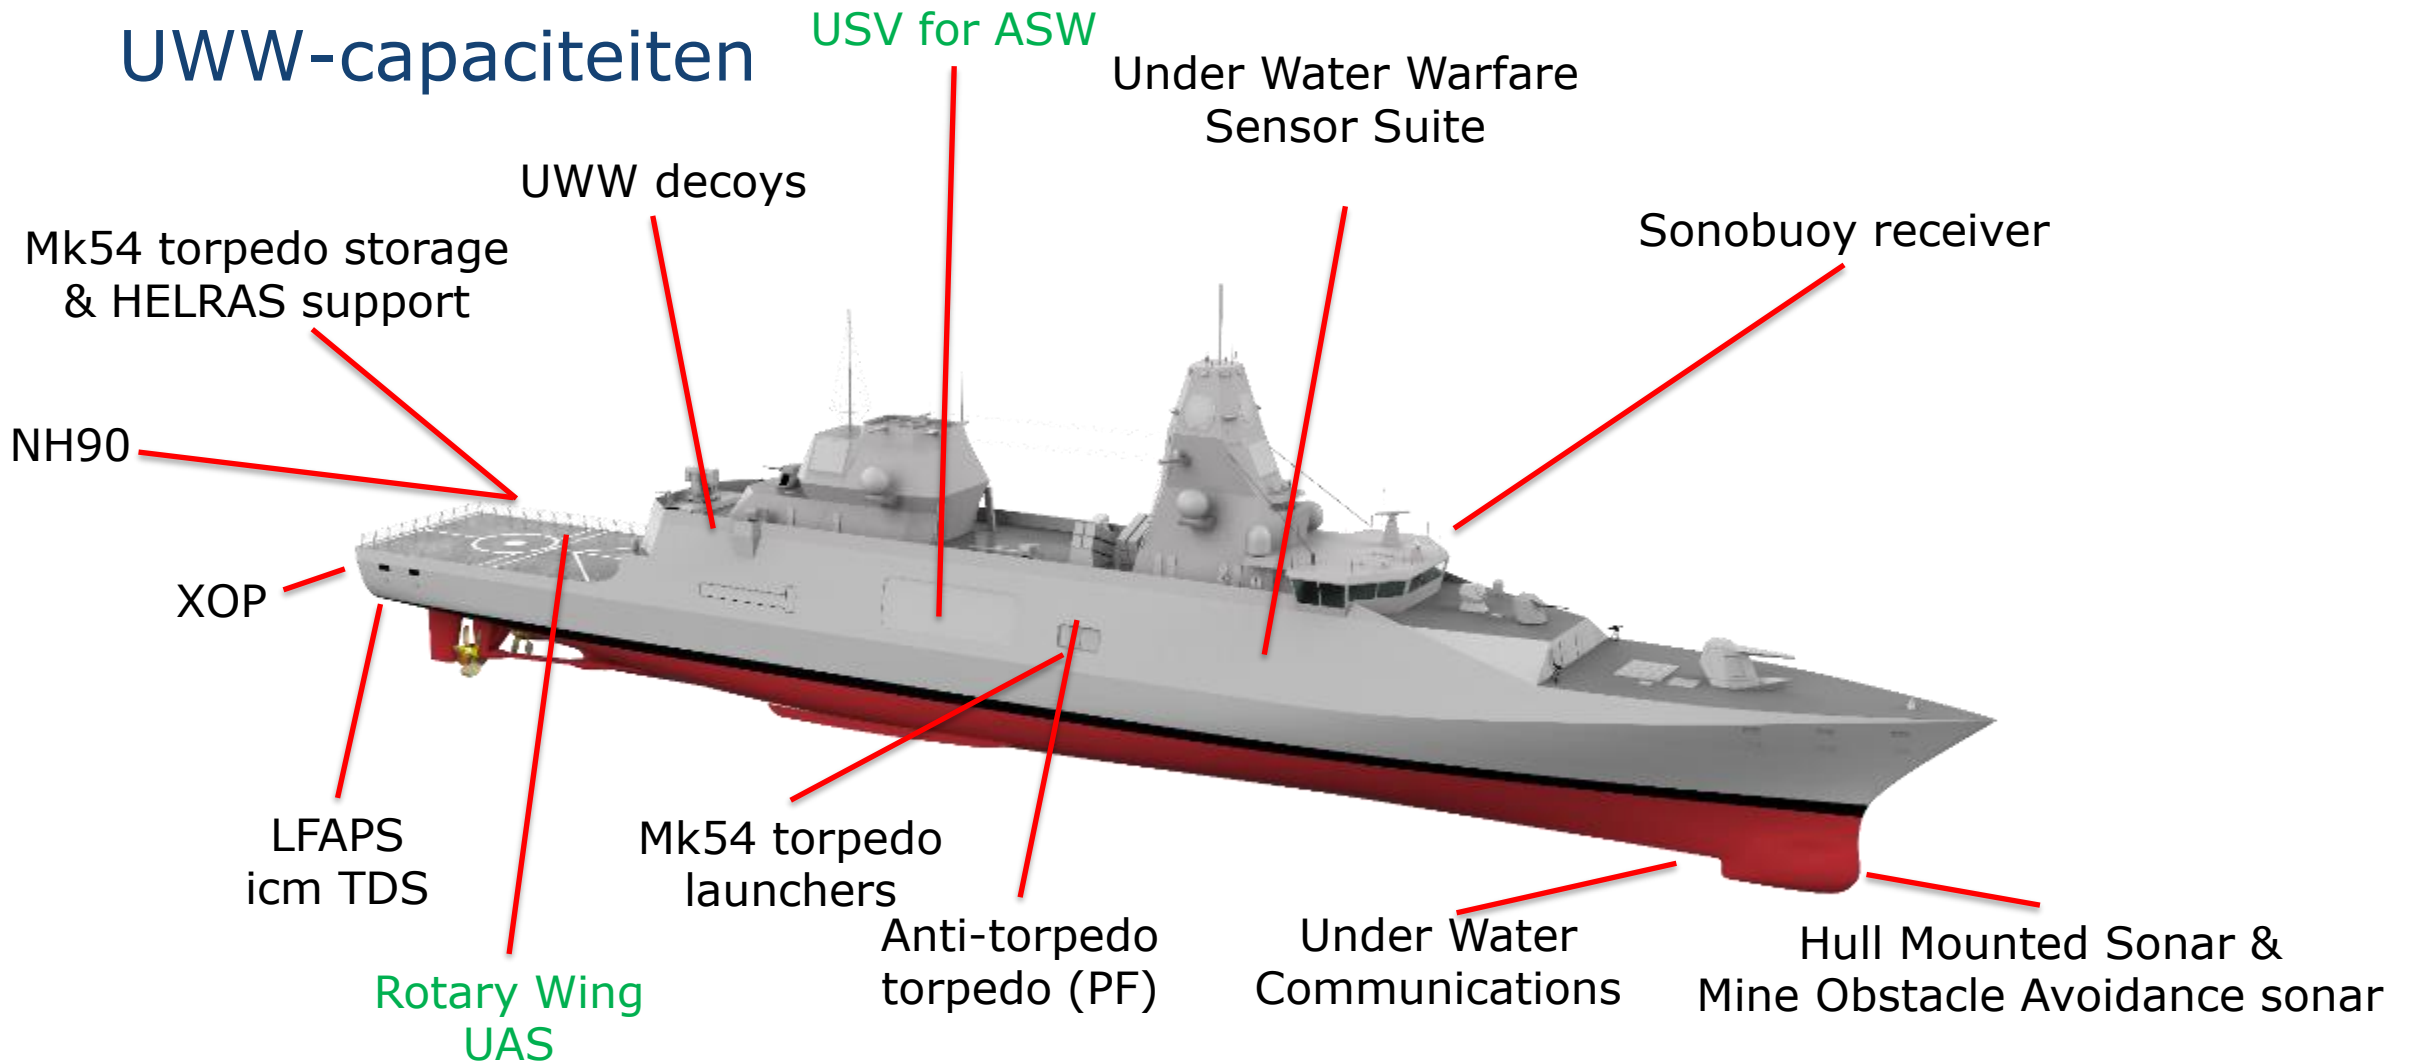 UWW-capaciteiten
USV for ASW
Under Water Warfare
Sensor Suite
UWW decoys
Sonobuoy receiver
Mk54 torpedo storage
& HELRAS support
NH90
XOP
LFAPS
icm TDS
Mk54 torpedo
launchers
Anti-torpedo
torpedo (PF)
Under Water
Communications
Hull Mounted Sonar &
Mine Obstacle Avoidance sonar
Rotary Wing
UAS